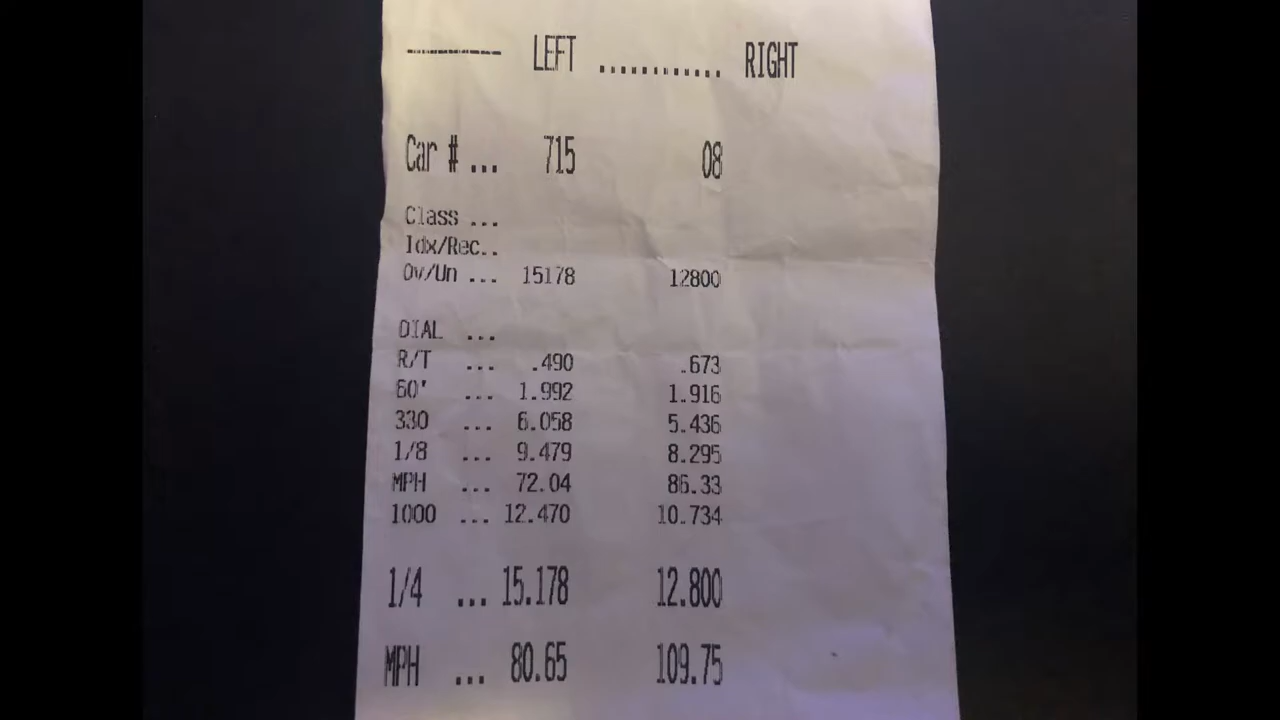 --------- LEFT ............ RIGHT
Car # ... 715 08
Class ...
Idx/Rec..
Ov/Un ... 15178 12800
DIAL ...
R/T ... .490 .673
60' ... 1.992 1.916
330 ... 6.058 5.436
1/8 ... 9.479 8.295
MPH ... 72.04 86.33
1000 ... 12.470 10.734
1/4 ... 15.178 12.800
MPH ... 80.65 109.75